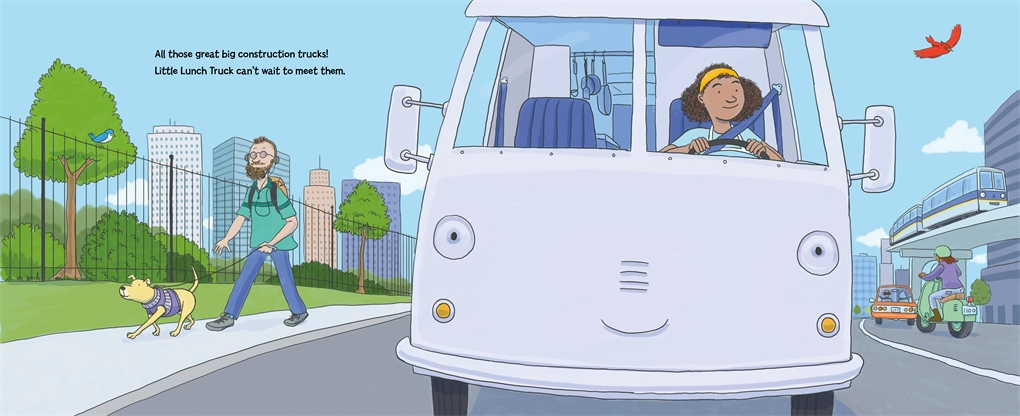 All those great big construction trucks!
Little Lunch Truck can't wait to meet them.